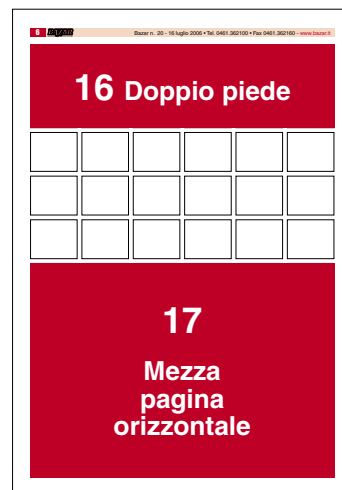 6 BAZAR Bazar n. 20 - 16 luglio 2006 • Tel. 0461.362100 • Fax 0461.362160 - www.bazar.it
16 Doppio piede
17
Mezza
pagina
orizzontale